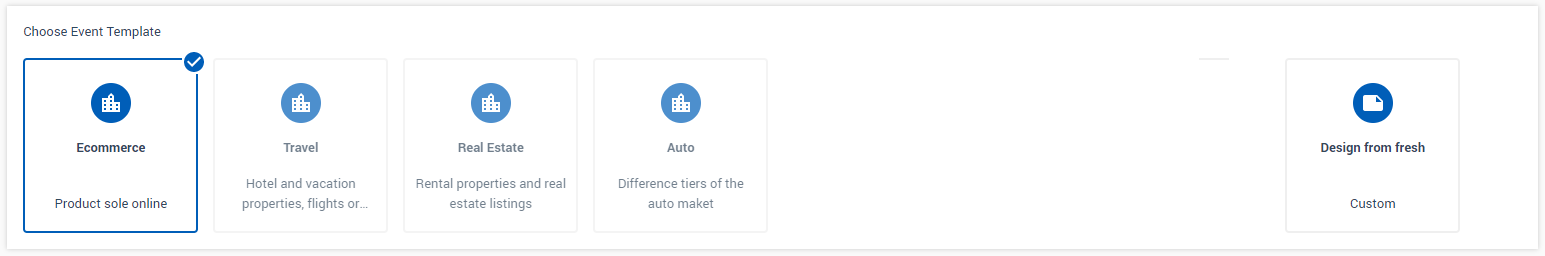 Choose Event Template
Ecommerce
Product sole online
Travel
Hotel and vacation
properties, flights or...
Real Estate
Rental properties and real
estate listings
Auto
Difference tiers of the
auto maket
Design from fresh
Custom